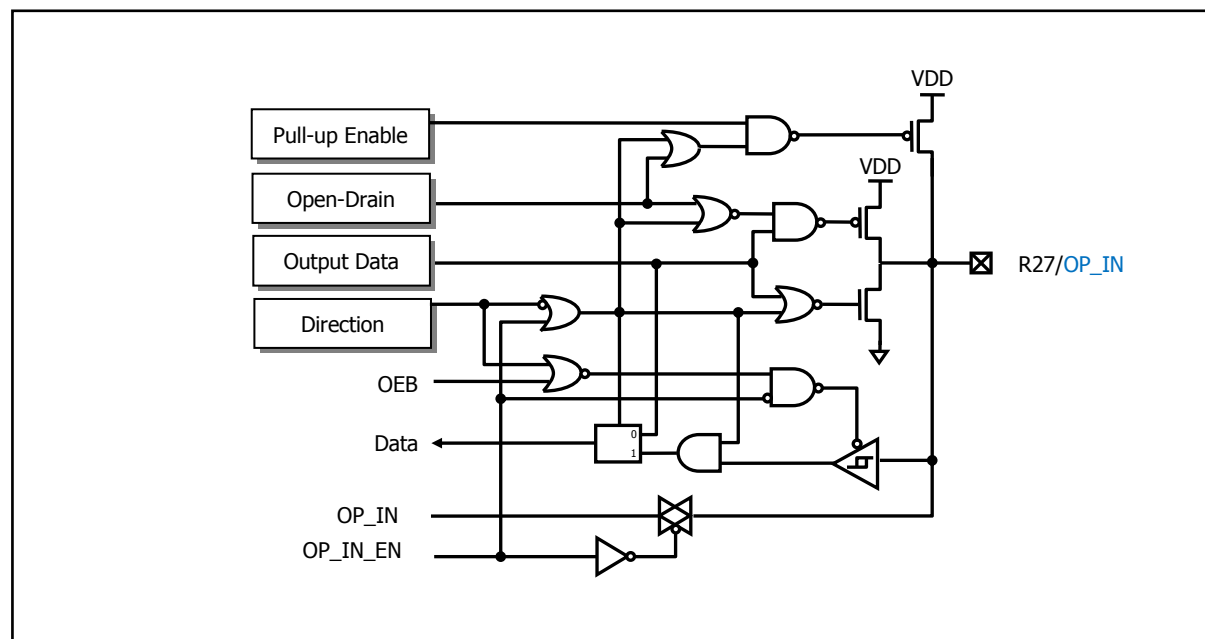 VDD
Pull-up Enable
VDD
Open-Drain
Output Data
R27/OP_IN
Direction
OEB
Data
0
1
OP_IN
OP_IN_EN